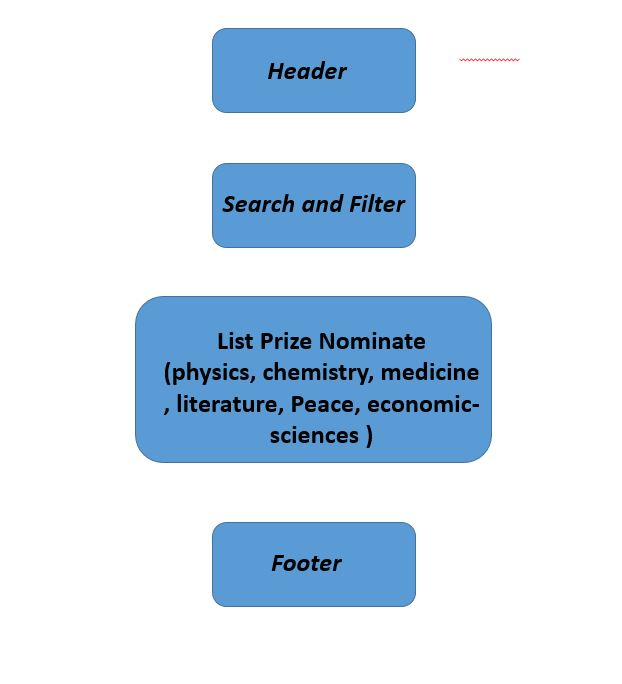 Header
Search and Filter
List Prize Nominate
(physics, chemistry, medicine
, literature, Peace, economic-
sciences )
Footer